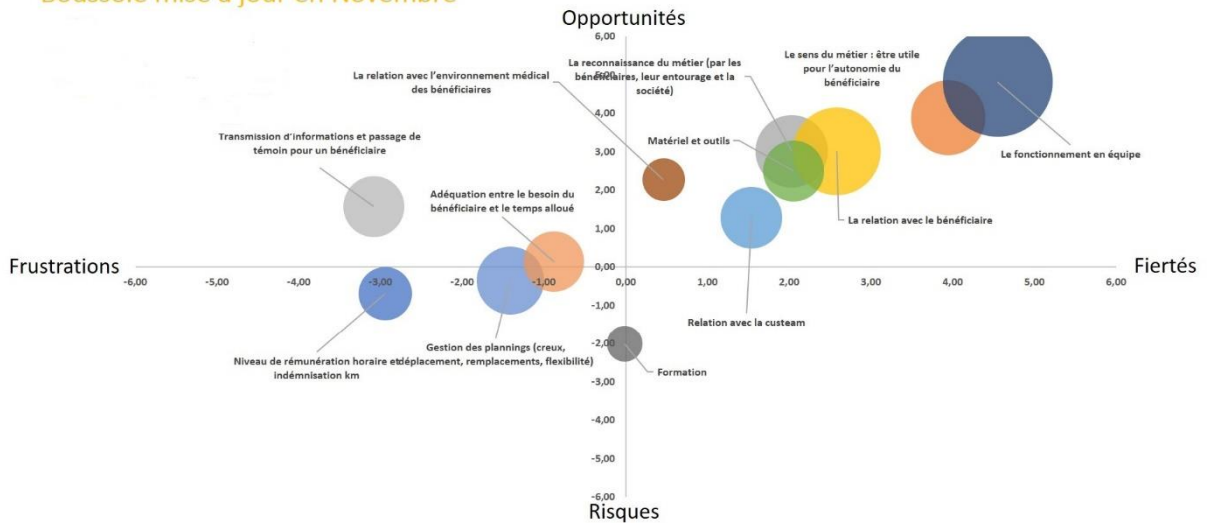 Boussole mise à jour en Novembre
Opportunités
6,00
5,00
4,00
3,00
2,00
1,00
0,00
-1,00
-2,00
-3,00
-4,00
-5,00
-6,00
Risques
Frustrations
-6,00 -5,00 -4,00 -3,00 -2,00 -1,00 0,00 1,00 2,00 3,00 4,00 5,00 6,00
Fiertés
La relation avec l'environnement médical
des bénéficiaires
La reconnaissance du métier (par les
bénéficiaires, leur entourage et la
société)
Le sens du métier : être utile
pour l'autonomie du
bénéficiaire
Transmission d'informations et passage de
témoin pour un bénéficiaire
Matériel et outils
Le fonctionnement en équipe
Adéquation entre le besoin du
bénéficiaire et le temps alloué
La relation avec le bénéficiaire
Relation avec la custeam
Niveau de rémunération horaire et
indémnisation km
Gestion des plannings (creux,
déplacement, remplacements, flexibilité)
Formation